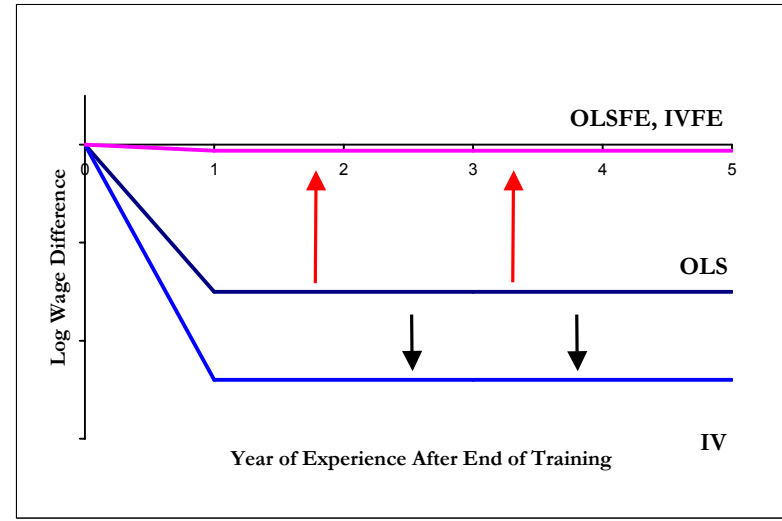 OLSFE, IVFE
0 1 2 3 4 5
Log Wage Difference
OLS
IV
Year of Experience After End of Training